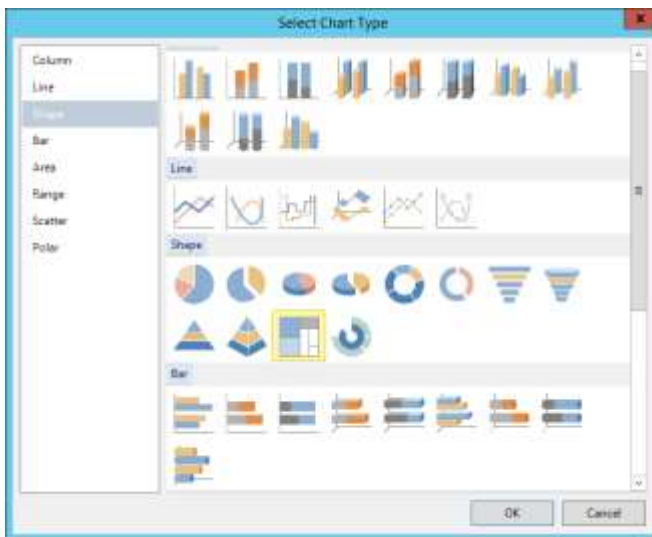 Select Chart Type
Column
Line
Shape
Bar
Area
Range
Scatter
Polar
Line
Shape
Bar
OK
Cancel